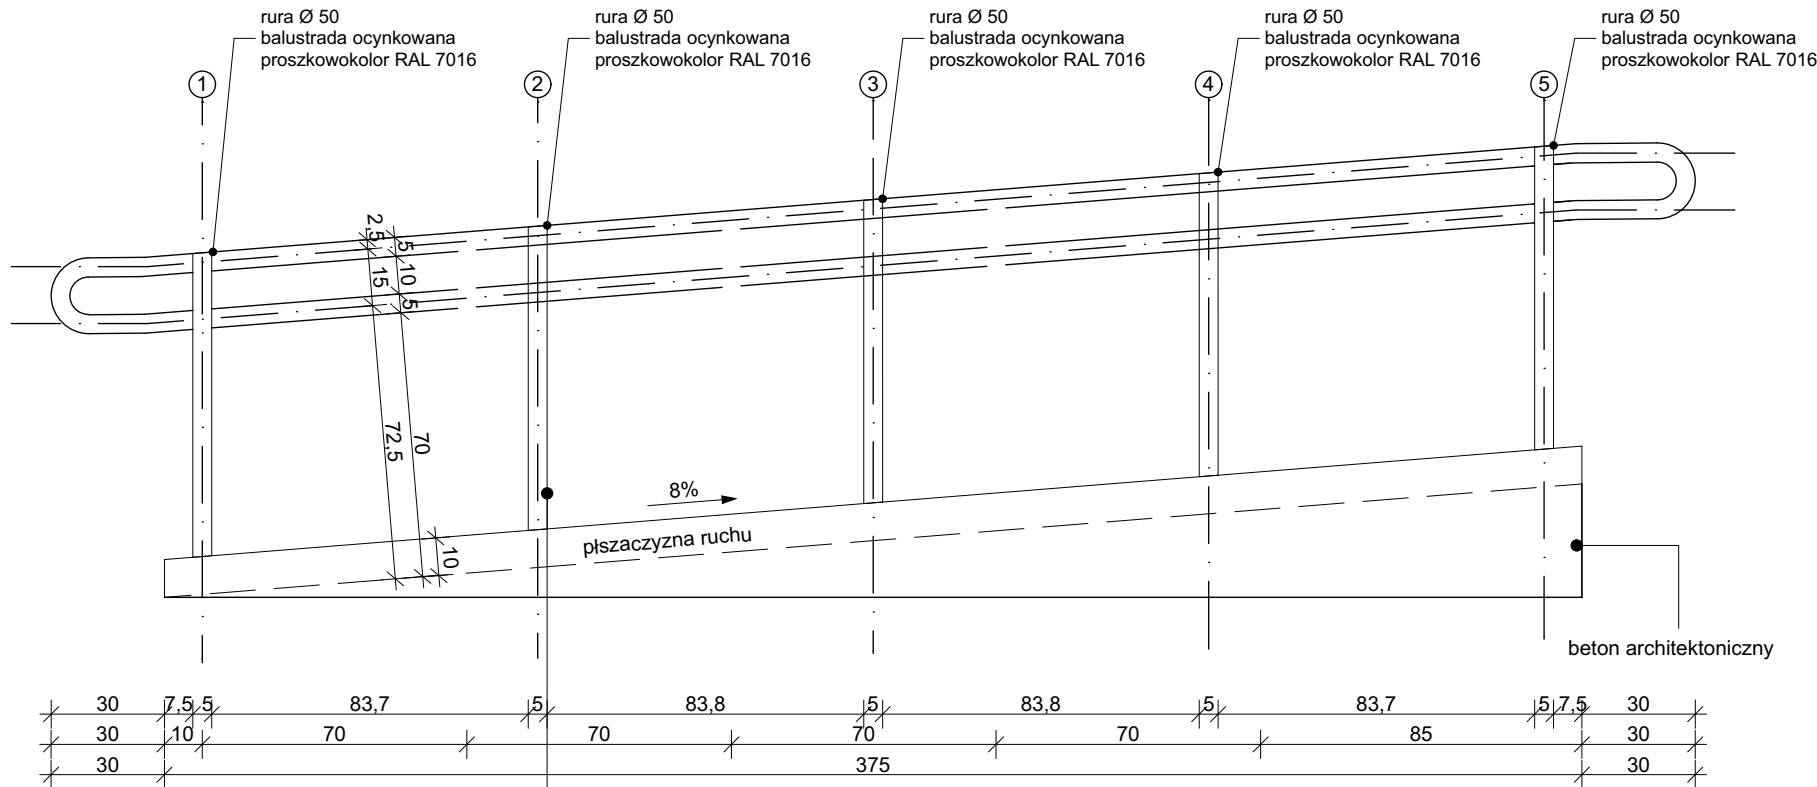 rura Ø 50
balustrada ocynkowana
proszkowokolor RAL 7016
rura Ø 50
balustrada ocynkowana
proszkowokolor RAL 7016
rura Ø 50
balustrada ocynkowana
proszkowokolor RAL 7016
rura Ø 50
balustrada ocynkowana
proszkowokolor RAL 7016
rura Ø 50
balustrada ocynkowana
proszkowokolor RAL 7016
1
2
3
4
5
2,5
5
15
10
5
72,5
70
10
8%
płszaczyzna ruchu
beton architektoniczny
30 7,5 5 83,7 5 83,8 5 83,8 5 83,7 5 7,5 30
30 10 70 70 70 70 85 30
30 375 30